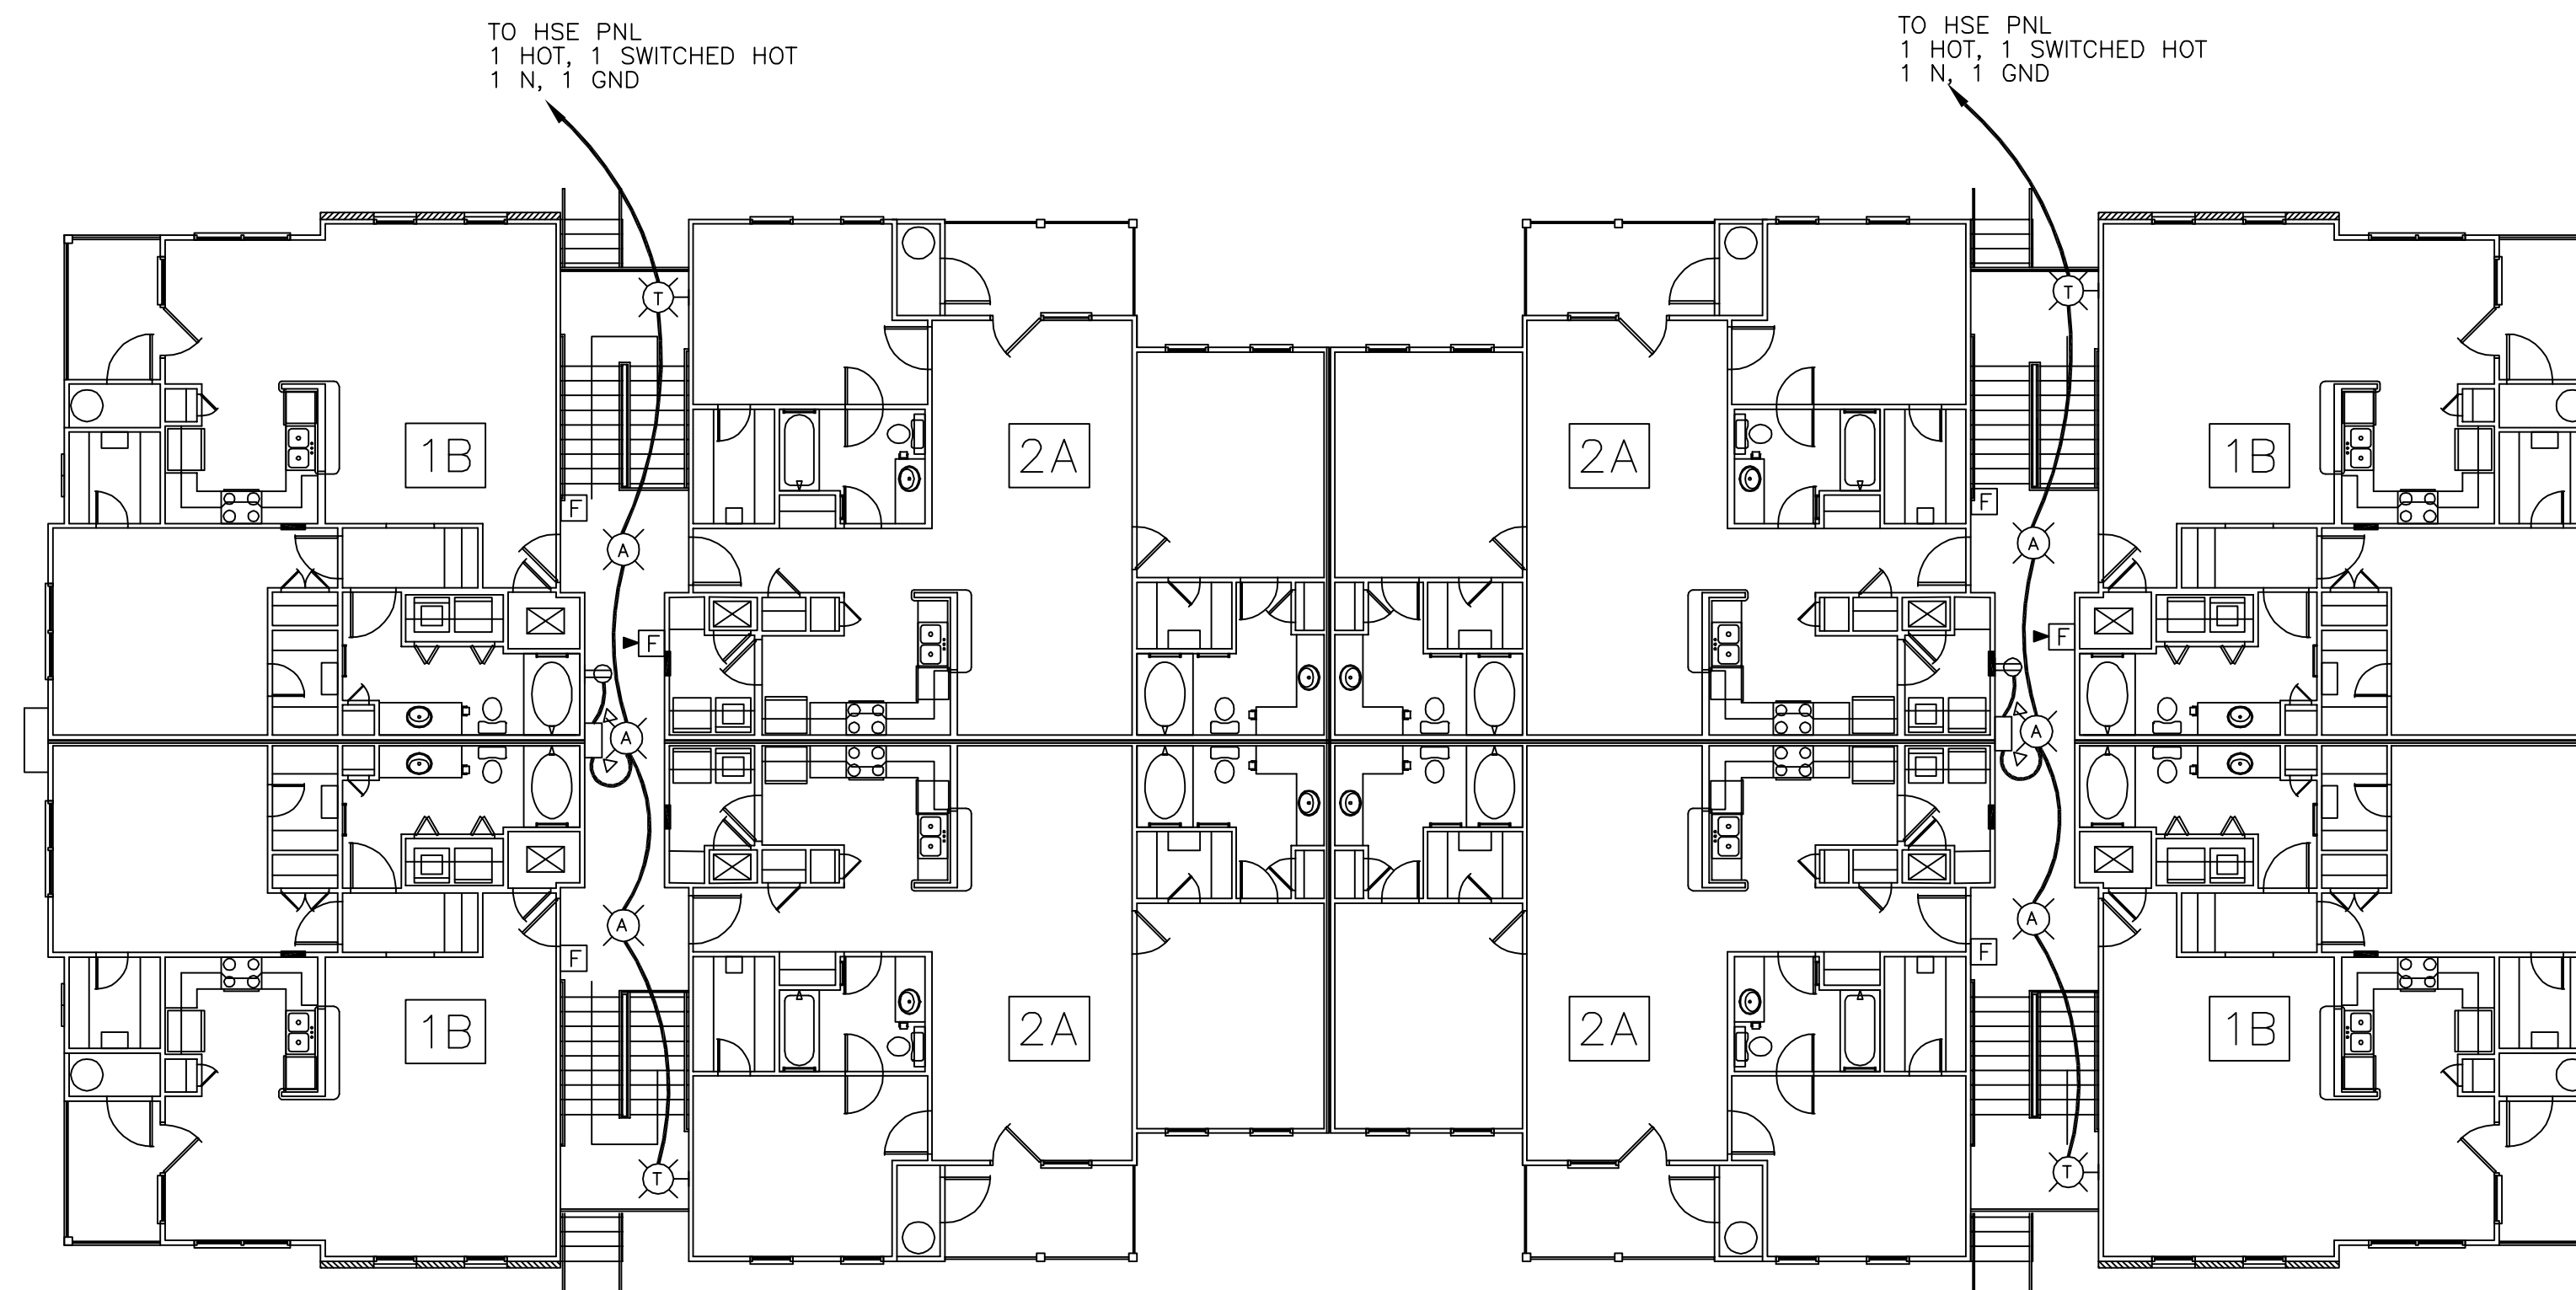 TO HSE PNL
1 HOT, 1 SWITCHED HOT
1 N, 1 GND
TO HSE PNL
1 HOT, 1 SWITCHED HOT
1 N, 1 GND
T
T
1B
2A
2A
1B
F
F
A
A
F
F
A
A
A
A
F
F
1B
2A
2A
1B
T
T